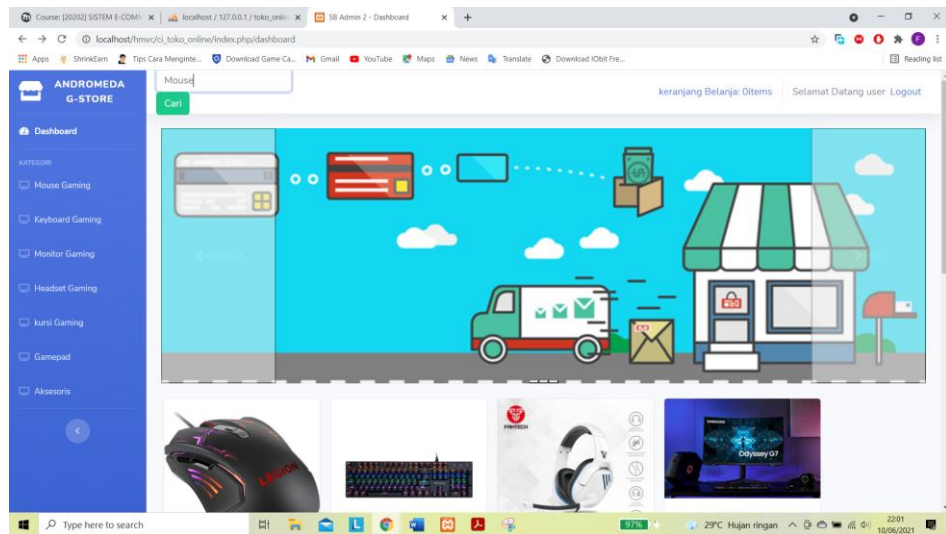 Course: [20202] SISTEM E-COM
localhost / 127.0.0.1 / toko_onlin
SB Admin 2 - Dashboard
localhost/hmvc/ci_toko_online/index.php/dashboard
Apps
ShrinkEarn
Tips Cara Menginte...
Download Game Ca...
Gmail
YouTube
Maps
News
Translate
Download IObit Fre...
Reading list
ANDROMEDA
G-STORE
Mouse
Cari
keranjang Belanja: 0items
Selamat Datang user Logout
Dashboard
KATEGORI
Mouse Gaming
Keyboard Gaming
Monitor Gaming
Headset Gaming
kursi Gaming
Gamepad
Aksesoris
LEGION
FANTECH
SAMSUNG
Odyssey G7
Type here to search
97%
29°C Hujan ringan
22:01
10/06/2021